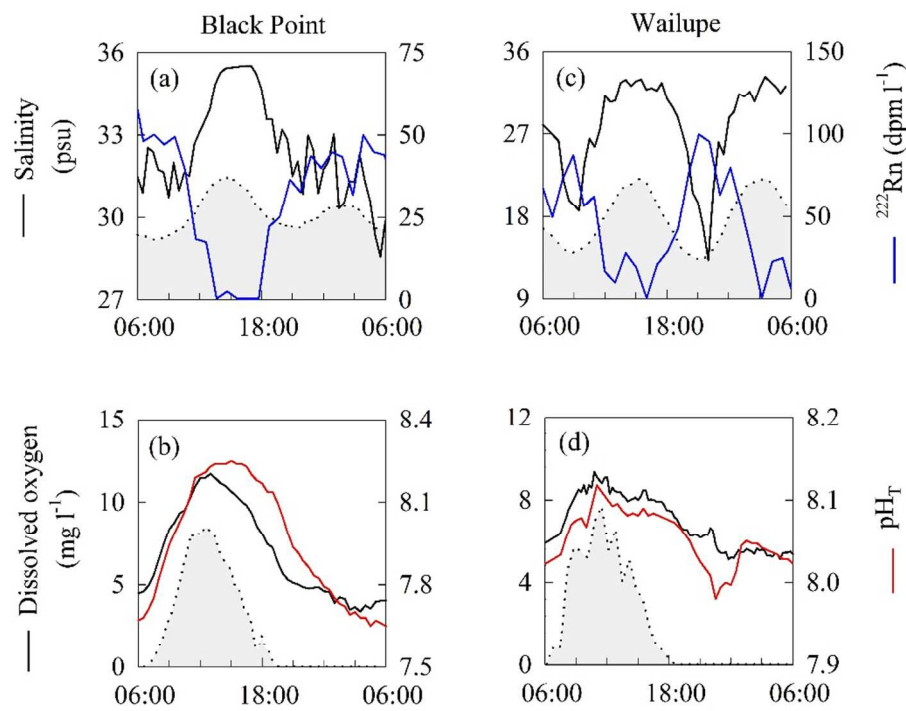 Black Point
Wailupe
— Salinity (psu)
36
33
30
27
(a)
75
50
25
0
06:00 18:00 06:00
36
27
18
9
(c)
150
100
50
0
²²²Rn (dpm l⁻¹)
06:00 18:00 06:00
Dissolved oxygen
(mg l⁻¹)
15
10
5
0
(b)
8.4
8.1
7.8
7.5
06:00 18:00 06:00
12
8
4
0
(d)
8.2
8.1
8.0
7.9
pH_T
06:00 18:00 06:00